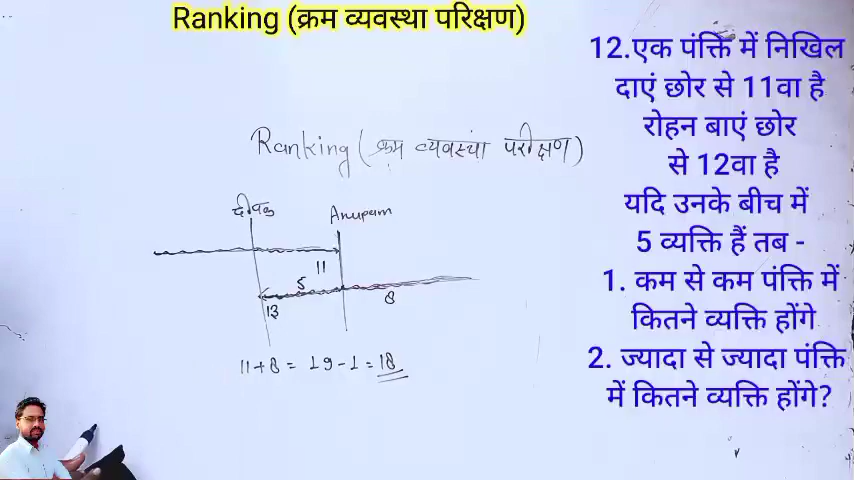 Ranking (क्रम व्यवस्था परिक्षण)
12.एक पंक्ति में निखिल
दाएं छोर से 11वा है
रोहन बाएं छोर
से 12वा है
यदि उनके बीच में
5 व्यक्ति हैं तब -
1. कम से कम पंक्ति में
कितने व्यक्ति होंगे
2. ज्यादा से ज्यादा पंक्ति
में कितने व्यक्ति होंगे?
Ranking (क्रम व्यवस्था परीक्षण)
दीपक Anupam
11
5
13 8
11+8 = 19-1 = 18